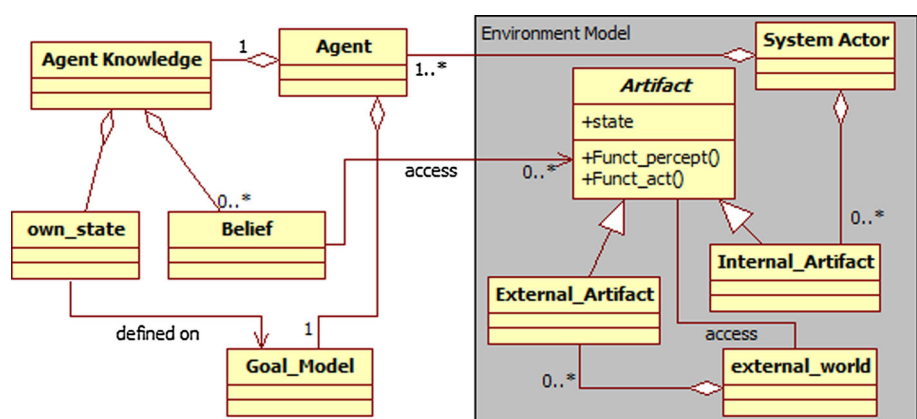 Environment Model
Agent
System Actor
Agent Knowledge
1
1..*
Artifact
+state
+Funct_percept()
+Funct_act()
access
0..*
0..*
own_state
Belief
0..*
Internal_Artifact
External_Artifact
defined on
1
access
Goal_Model
external_world
0..*